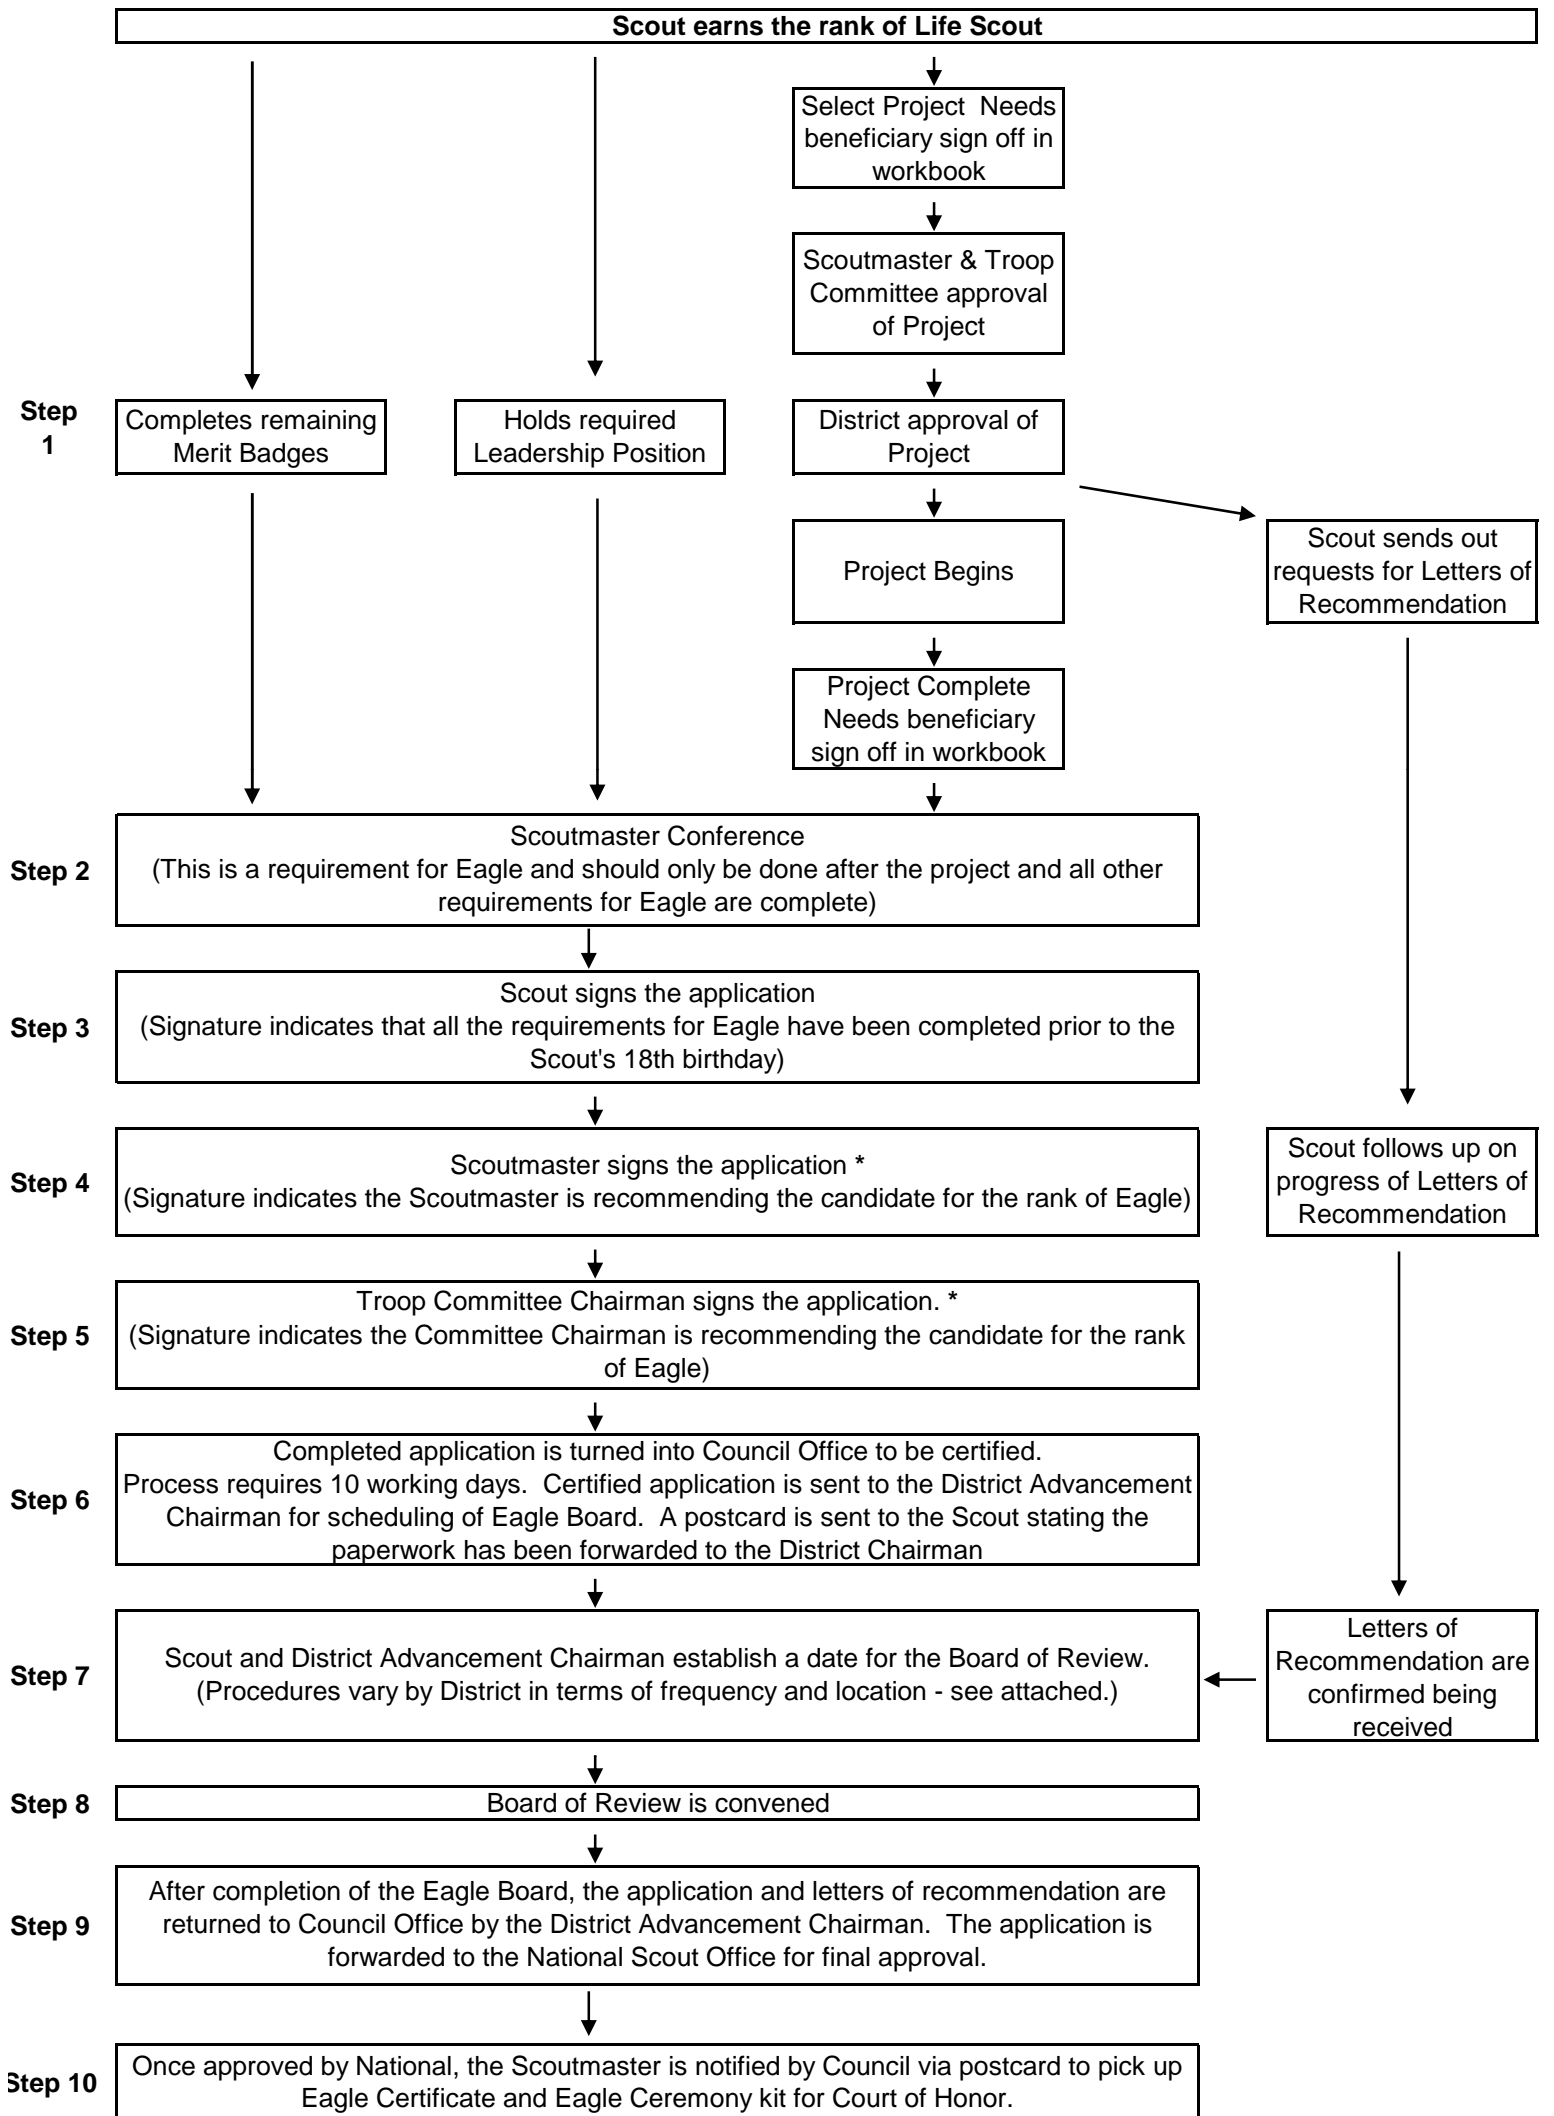 Scout earns the rank of Life Scout
Select Project  Needs
beneficiary sign off in
workbook
Scoutmaster & Troop
Committee approval
of Project
Step
1
Completes remaining
Merit Badges
Holds required
Leadership Position
District approval of
Project
Project Begins
Scout sends out
requests for Letters of
Recommendation
Project Complete
Needs beneficiary
sign off in workbook
Step 2
Scoutmaster Conference
(This is a requirement for Eagle and should only be done after the project and all other
requirements for Eagle are complete)
Step 3
Scout signs the application
(Signature indicates that all the requirements for Eagle have been completed prior to the
Scout's 18th birthday)
Step 4
Scoutmaster signs the application *
(Signature indicates the Scoutmaster is recommending the candidate for the rank of Eagle)
Scout follows up on
progress of Letters of
Recommendation
Step 5
Troop Committee Chairman signs the application. *
(Signature indicates the Committee Chairman is recommending the candidate for the rank
of Eagle)
Step 6
Completed application is turned into Council Office to be certified.
Process requires 10 working days.  Certified application is sent to the District Advancement
Chairman for scheduling of Eagle Board.  A postcard is sent to the Scout stating the
paperwork has been forwarded to the District Chairman
Step 7
Scout and District Advancement Chairman establish a date for the Board of Review.
(Procedures vary by District in terms of frequency and location - see attached.)
Letters of
Recommendation are
confirmed being
received
Step 8
Board of Review is convened
Step 9
After completion of the Eagle Board, the application and letters of recommendation are
returned to Council Office by the District Advancement Chairman.  The application is
forwarded to the National Scout Office for final approval.
Step 10
Once approved by National, the Scoutmaster is notified by Council via postcard to pick up
Eagle Certificate and Eagle Ceremony kit for Court of Honor.